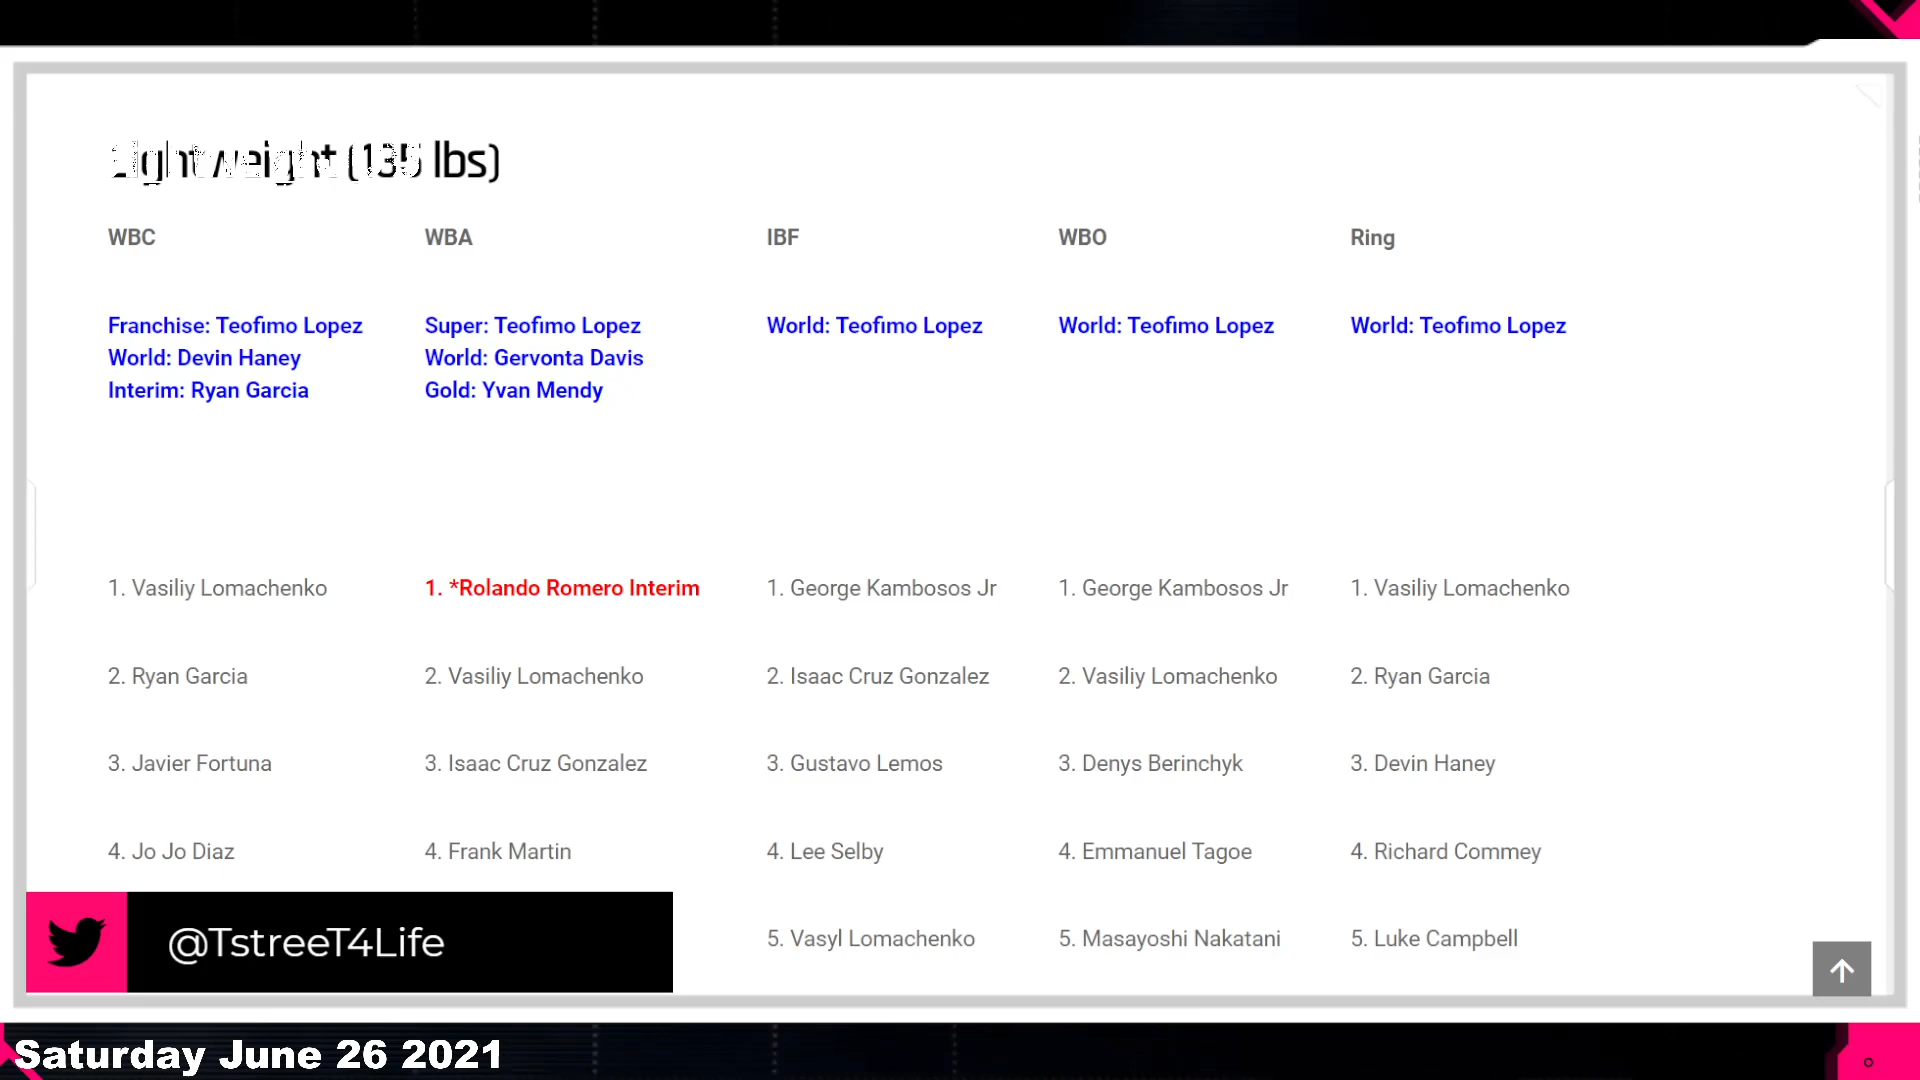 Lightweight (135 lbs)
WBC WBA IBF WBO Ring
Franchise: Teofimo Lopez Super: Teofimo Lopez World: Teofimo Lopez World: Teofimo Lopez World: Teofimo Lopez
World: Devin Haney World: Gervonta Davis
Interim: Ryan Garcia Gold: Yvan Mendy
1. Vasiliy Lomachenko 1. *Rolando Romero Interim 1. George Kambosos Jr 1. George Kambosos Jr 1. Vasiliy Lomachenko
2. Ryan Garcia 2. Vasiliy Lomachenko 2. Isaac Cruz Gonzalez 2. Vasiliy Lomachenko 2. Ryan Garcia
3. Javier Fortuna 3. Isaac Cruz Gonzalez 3. Gustavo Lemos 3. Denys Berinchyk 3. Devin Haney
4. Jo Jo Diaz 4. Frank Martin 4. Lee Selby 4. Emmanuel Tagoe 4. Richard Commey
5. Vasyl Lomachenko 5. Masayoshi Nakatani 5. Luke Campbell
@TstreeT4Life
Saturday June 26 2021